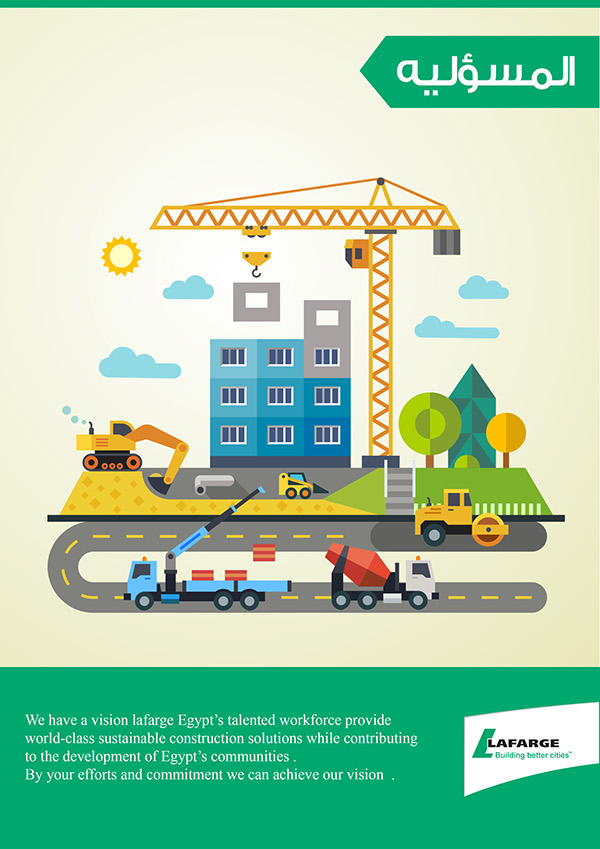 المسؤليه
We have a vision lafarge Egypt’s talented workforce provide
world-class sustainable construction solutions while contributing
to the development of Egypt’s communities .
By your efforts and commitment we can achieve our vision .
LAFARGE
Building better cities™